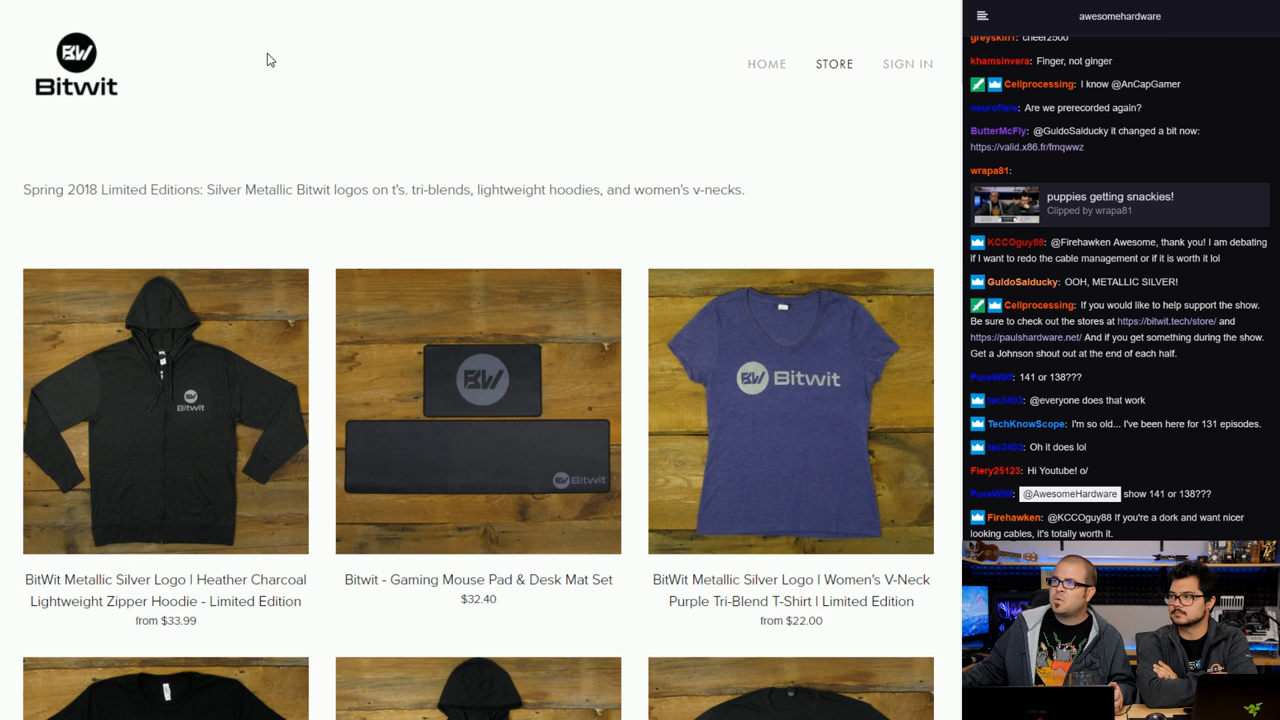 BW
Bitwit
HOME STORE SIGN IN
Spring 2018 Limited Editions: Silver Metallic Bitwit logos on t's. tri-blends, lightweight hoodies, and women's v-necks.
Bitwit
BW
Bitwit
BW Bitwit
BitWit Metallic Silver Logo | Heather Charcoal
Lightweight Zipper Hoodie - Limited Edition
from $33.99
Bitwit - Gaming Mouse Pad & Desk Mat Set
$32.40
BitWit Metallic Silver Logo | Women's V-Neck
Purple Tri-Blend T-Shirt | Limited Edition
from $22.00
awesomehardware
greyskin1: cheer2500
khamsinvera: Finger, not ginger
Cellprocessing: I know @AnCapGamer
neuroflare: Are we prerecorded again?
ButterMcFly: @GuldoSalducky it changed a bit now:
https://valid.x86.fr/fmqwwz
wrapa81:
puppies getting snackies!
Clipped by wrapa81
KCCOguy88: @Firehawken Awesome, thank you! I am debating
if I want to redo the cable management or if it is worth it lol
GuldoSalducky: OOH, METALLIC SILVER!
Cellprocessing: If you would like to help support the show.
Be sure to check out the stores at https://bitwit.tech/store/ and
https://paulshardware.net/ And if you get something during the show.
Get a Johnson shout out at the end of each half.
141 or 138???
tac3403: @everyone does that work
TechKnowScope: I'm so old... I've been here for 131 episodes.
tac3403: Oh it does lol
Fiery25123: Hi Youtube! o/
@AwesomeHardware show 141 or 138???
Firehawken: @KCCOguy88 If you're a dork and want nicer
looking cables, it's totally worth it.